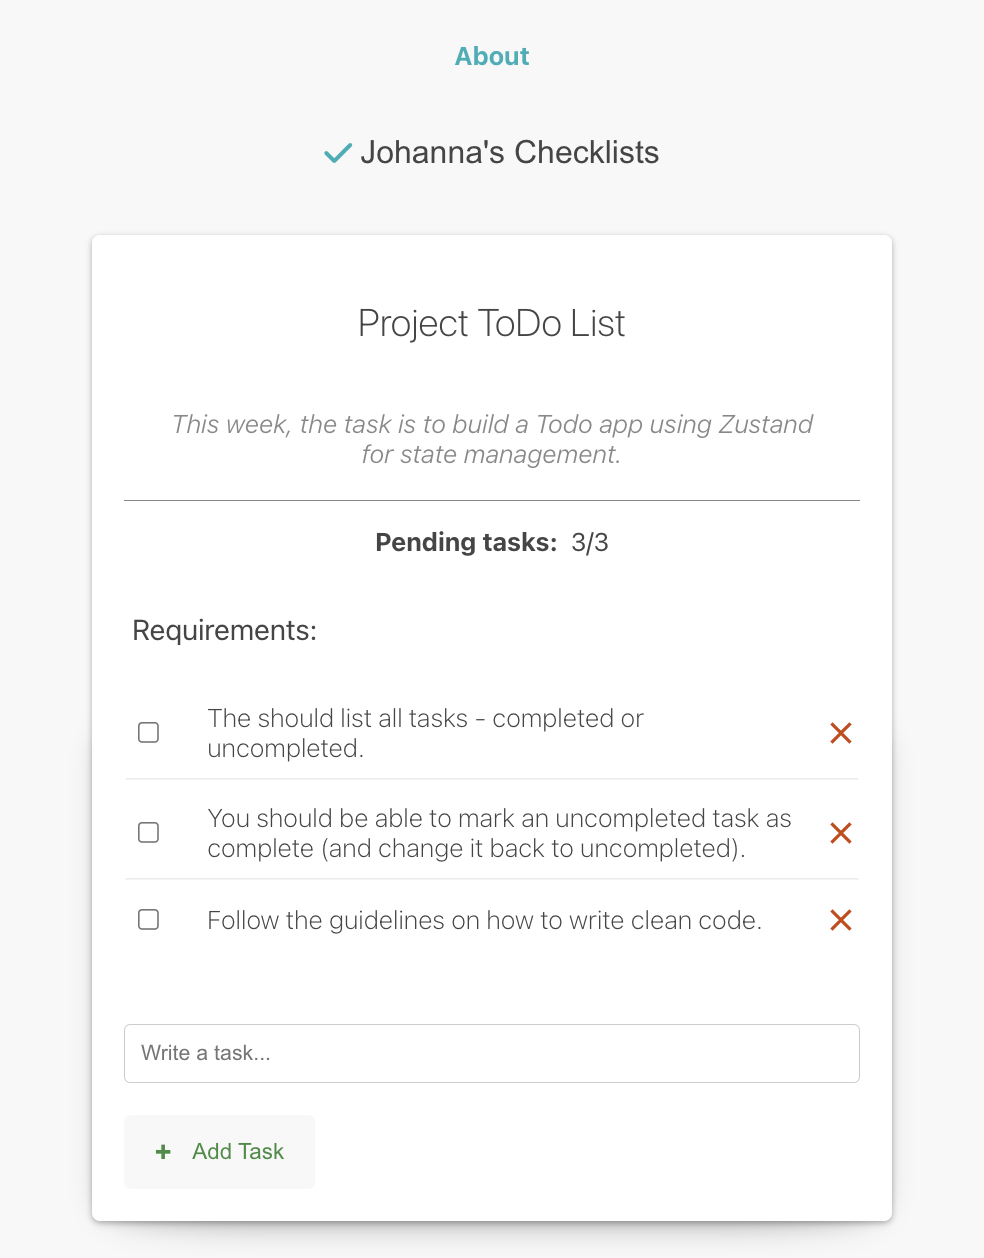 About
Johanna's Checklists
Project ToDo List
This week, the task is to build a Todo app using Zustand
for state management.
Pending tasks: 3/3
Requirements:
The should list all tasks - completed or
uncompleted.
You should be able to mark an uncompleted task as
complete (and change it back to uncompleted).
Follow the guidelines on how to write clean code.
Write a task...
+ Add Task